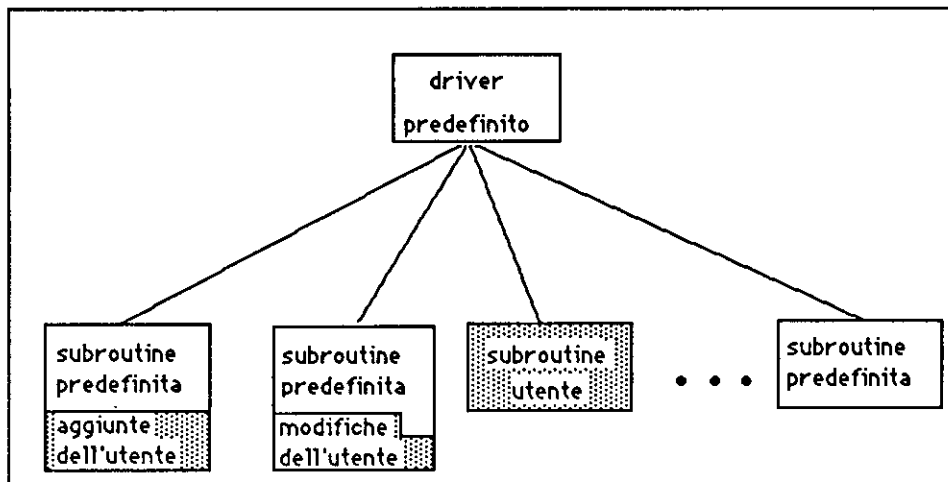 driver
predefinito
subroutine
predefinita
aggiunte
dell'utente
subroutine
predefinita
modifiche
dell'utente
subroutine
utente
subroutine
predefinita